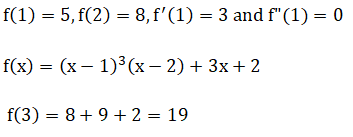 f(1) = 5, f(2) = 8, f′(1) = 3 and f"(1) = 0
f(x) = (x − 1)³(x − 2) + 3x + 2
f(3) = 8 + 9 + 2 = 19